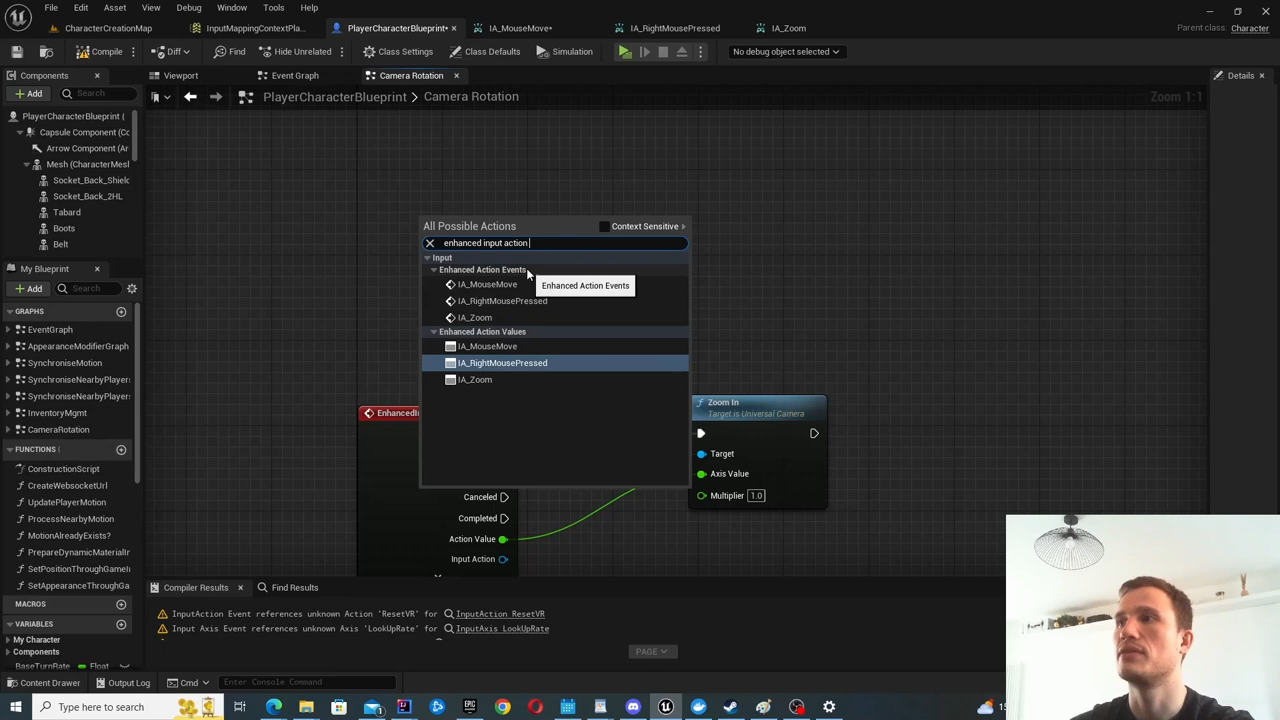 File Edit Asset View Debug Window Tools Help
CharacterCreationMap
InputMappingContextPla...
PlayerCharacterBlueprint*
IA_MouseMove*
IA_RightMousePressed
IA_Zoom
Parent class: Character
Compile
Diff
Find
Hide Unrelated
Class Settings
Class Defaults
Simulation
No debug object selected
Components
Viewport
Event Graph
Camera Rotation
Details
Add
Search
PlayerCharacterBlueprint > Camera Rotation
Zoom 1:1
PlayerCharacterBlueprint (
Capsule Component (Co
Arrow Component (Ar
Mesh (CharacterMesh
Socket_Back_Shield
Socket_Back_2HL
Tabard
Boots
Belt
My Blueprint
Add
Search
GRAPHS
EventGraph
AppearanceModifierGraph
SynchroniseMotion
SynchroniseNearbyPlayer
SynchroniseNearbyPlayer
InventoryMgmt
CameraRotation
FUNCTIONS (
ConstructionScript
CreateWebsocketUrl
UpdatePlayerMotion
ProcessNearbyMotion
MotionAlreadyExists?
PrepareDynamicMaterialIn
SetPositionThroughGameI
SetAppearanceThroughGa
MACROS
VARIABLES
My Character
Components
BaseTurnRate Float
All Possible Actions
Context Sensitive
enhanced input action
Input
Enhanced Action Events
IA_MouseMove
Enhanced Action Events
IA_RightMousePressed
IA_Zoom
Enhanced Action Values
IA_MouseMove
IA_RightMousePressed
IA_Zoom
EnhancedIn
Canceled
Completed
Action Value
Input Action
Zoom In
Target is Universal Camera
Target
Axis Value
Multiplier 1.0
Compiler Results
Find Results
InputAction Event references unknown Action 'ResetVR' for InputAction ResetVR
Input Axis Event references unknown Axis 'LookUpRate' for InputAxis LookUpRate
PAGE
Content Drawer
Output Log
Cmd
Enter Console Command
Type here to search